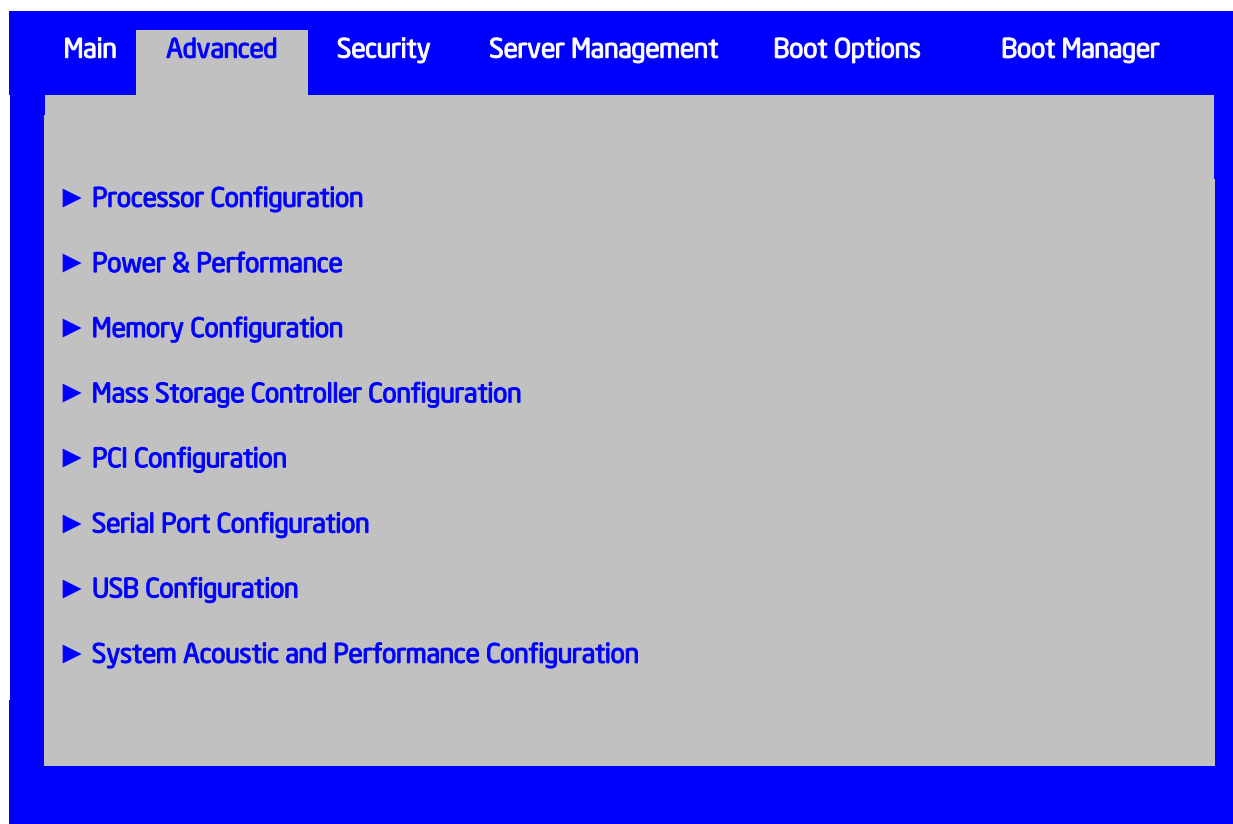 Main Advanced Security Server Management Boot Options Boot Manager
► Processor Configuration
► Power & Performance
► Memory Configuration
► Mass Storage Controller Configuration
► PCI Configuration
► Serial Port Configuration
► USB Configuration
► System Acoustic and Performance Configuration